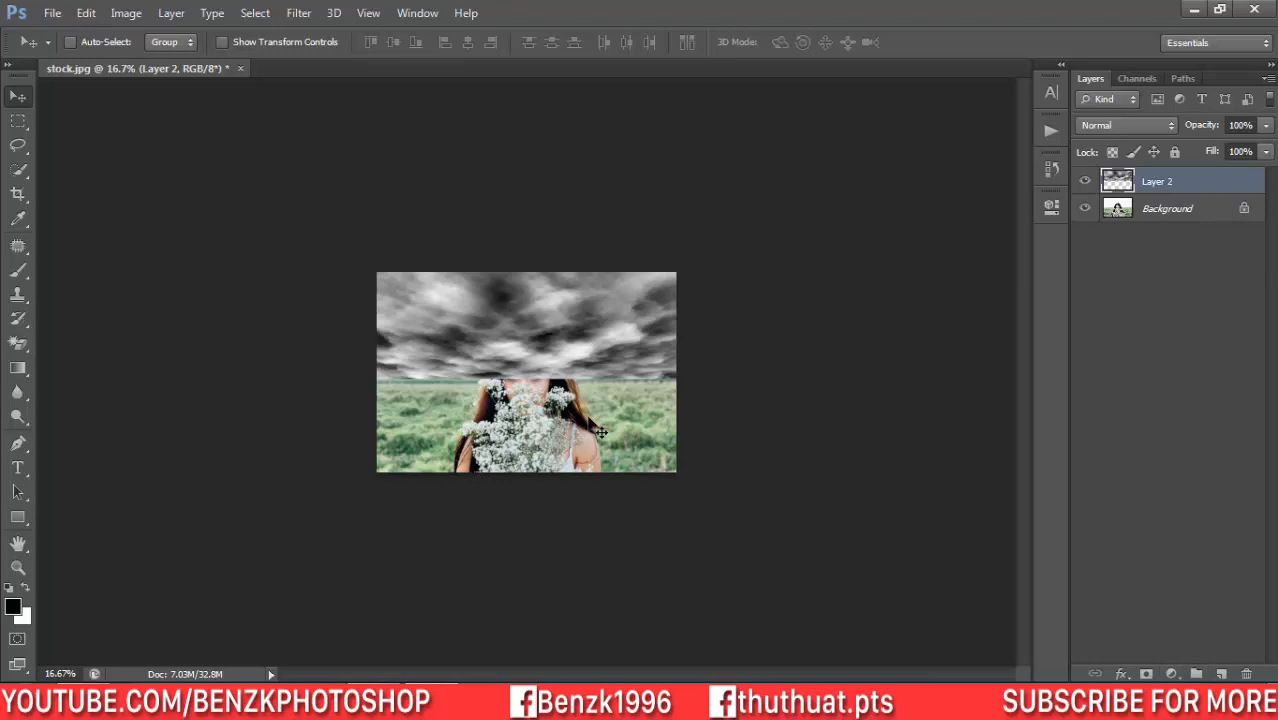 Ps File Edit Image Layer Type Select Filter 3D View Window Help
Auto-Select: Group Show Transform Controls 3D Mode: Essentials
stock.jpg @ 16.7% (Layer 2, RGB/8*) * ×
Layers Channels Paths
Kind
Normal Opacity: 100%
Lock: Fill: 100%
Layer 2
Background
16.67% Doc: 7.03M/32.8M
YOUTUBE.COM/BENZKPHOTOSHOP Benzk1996 thuthuat.pts SUBSCRIBE FOR MORE